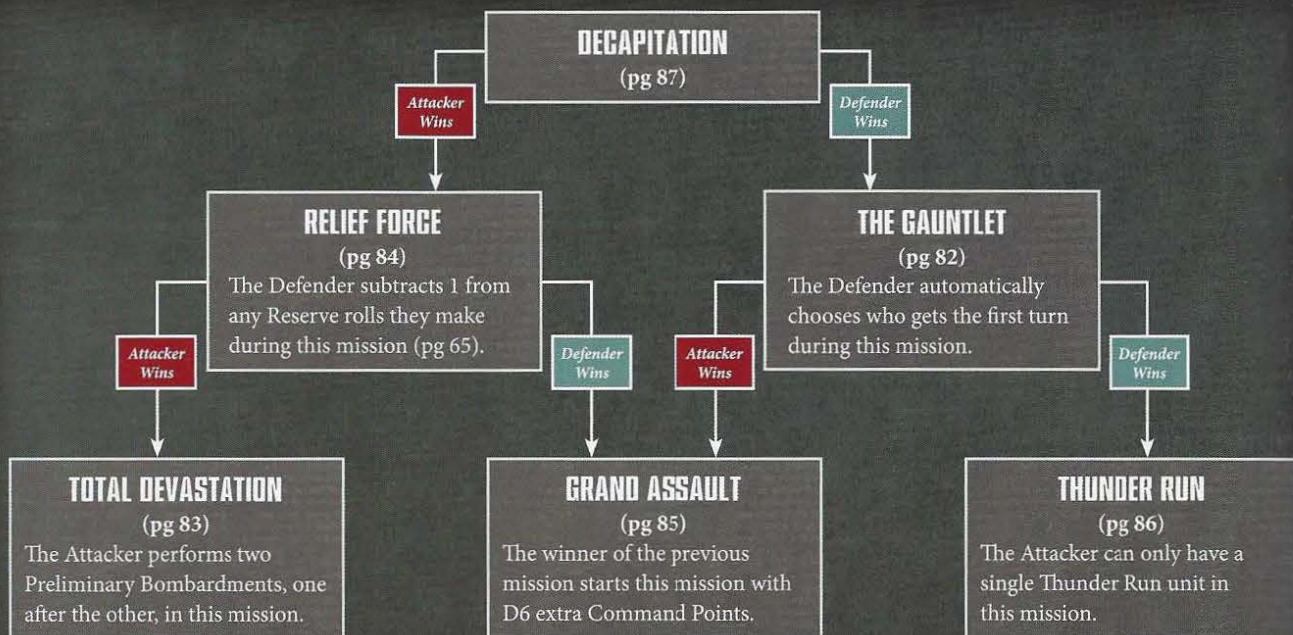 DECAPITATION
(pg 87)
Attacker
Wins
Defender
Wins
RELIEF FORCE
(pg 84)
The Defender subtracts 1 from
any Reserve rolls they make
during this mission (pg 65).
THE GAUNTLET
(pg 82)
The Defender automatically
chooses who gets the first turn
during this mission.
Attacker
Wins
Defender
Wins
Attacker
Wins
Defender
Wins
TOTAL DEVASTATION
(pg 83)
The Attacker performs two
Preliminary Bombardments, one
after the other, in this mission.
GRAND ASSAULT
(pg 85)
The winner of the previous
mission starts this mission with
D6 extra Command Points.
THUNDER RUN
(pg 86)
The Attacker can only have a
single Thunder Run unit in
this mission.